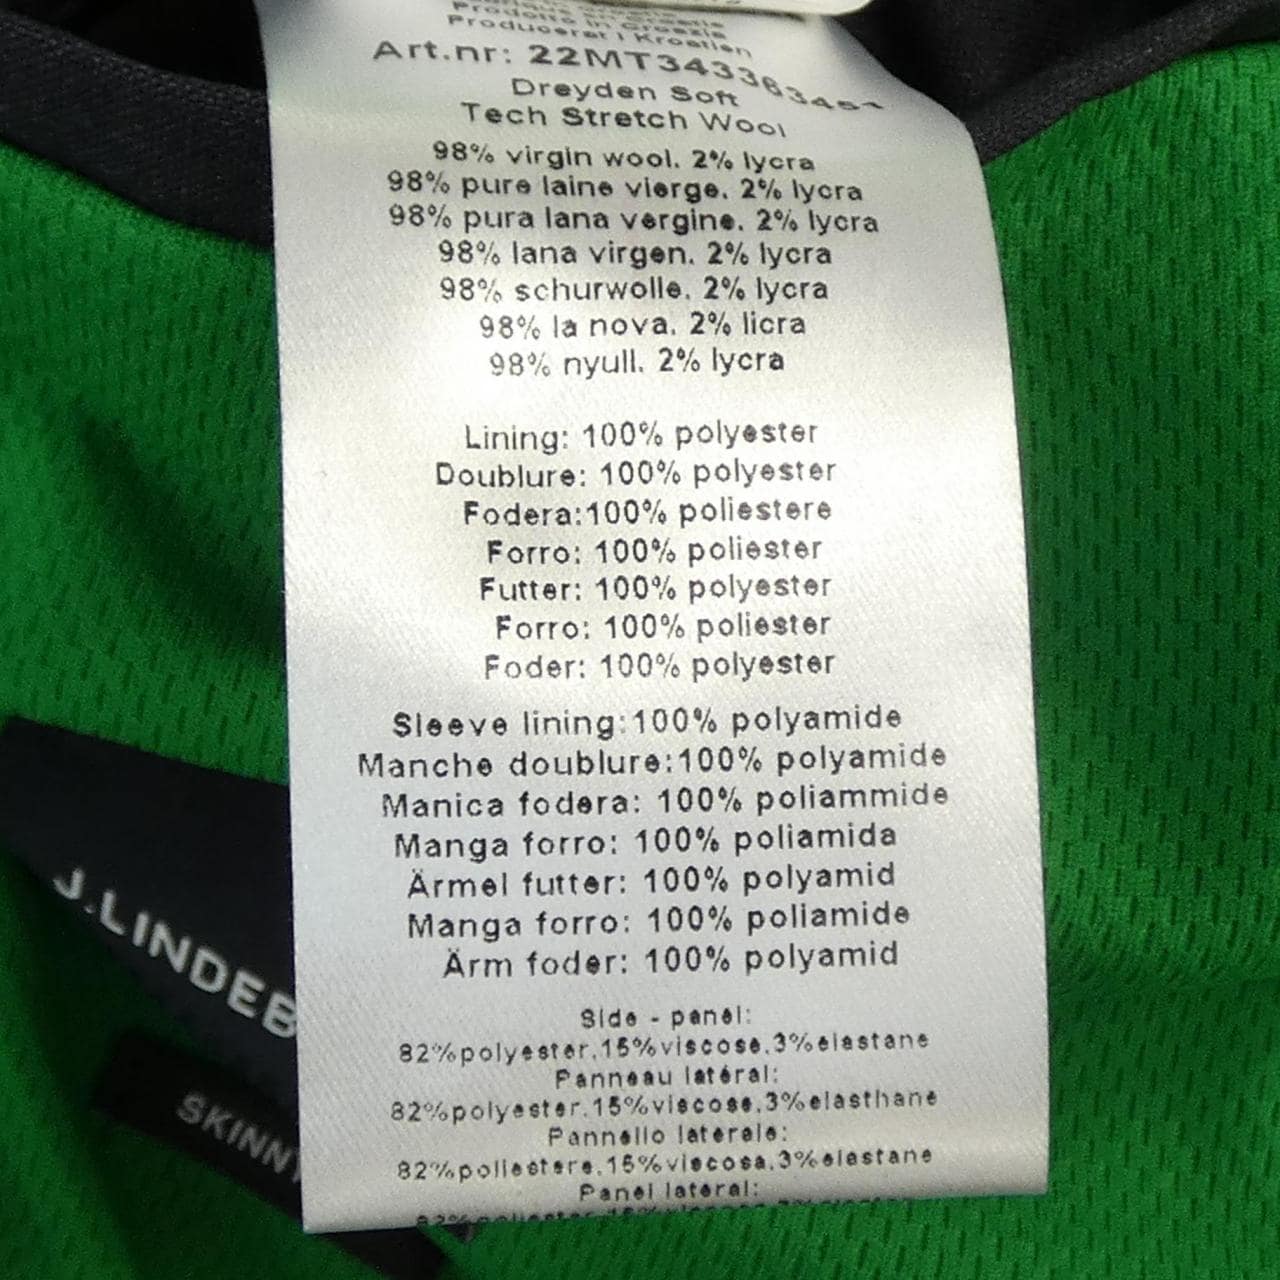 Prodotto in Croazia
Producerat i Kroatien
Art.nr: 22MT343363451
Dreyden Soft
Tech Stretch Wool
98% virgin wool. 2% lycra
98% pure laine vierge. 2% lycra
98% pura lana vergine. 2% lycra
98% lana virgen. 2% lycra
98% schurwolle. 2% lycra
98% la nova. 2% licra
98% nyull. 2% lycra
Lining: 100% polyester
Doublure: 100% polyester
Fodera:100% poliestere
Forro: 100% poliester
Futter: 100% polyester
Forro: 100% poliester
Foder: 100% polyester
Sleeve lining:100% polyamide
Manche doublure:100% polyamide
Manica fodera: 100% poliammide
Manga forro: 100% poliamida
Ärmel futter: 100% polyamid
Manga forro: 100% poliamide
Ärm foder: 100% polyamid
Side - panel:
82%polyester.15%viscose.3%elastane
Panneau latéral:
82%polyester.15%viscose.3%elasthane
Pannello laterale:
82%poliestere.15%viscosa.3%elastane
Panel lateral:
J.LINDEB
SKINNY